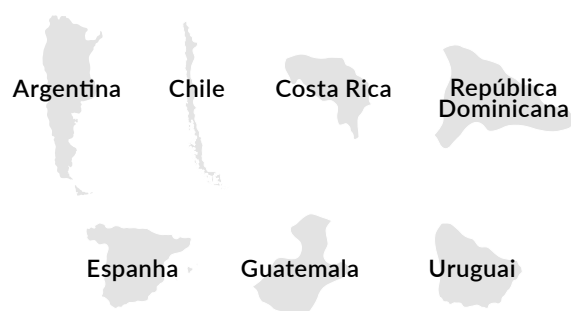 Argentina
Chile
Costa Rica
República
Dominicana
Espanha
Guatemala
Uruguai